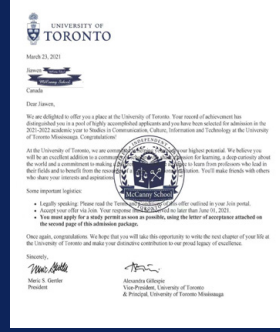 UNIVERSITY OF
TORONTO
March 23, 2021
Jiawen
McCanny School
Canada
Dear Jiawen,
We are delighted to offer you a place at the University of Toronto. Your record of achievement has
distinguished you in a pool of highly accomplished applicants and you have been selected for admission in the
2021-2022 academic year to Studies in Communication, Culture, Information and Technology at the University
of Toronto Mississauga. Congratulations!
At the University of Toronto, we are your highest potential. We believe you
will be an excellent addition to a for learning, a deep curiosity about
the world and a commitment to making to learn from professors who lead in
their fields and to benefit from the You'll make friends with others
who share your interests and
McCanny School
Some important logistics:
Legally speaking: Please read the of this offer outlined in your Join portal.
Accept your offer via Join. Your response no later than June 01, 2021.
You must apply for a study permit as soon as possible, using the letter of acceptance attached on
the second page of this admission package.
Once again, congratulations. We hope that you will take this opportunity to write the next chapter of your life at
the University of Toronto and make your distinctive contribution to our proud legacy of excellence.
Sincerely,
Meric S. Gertler
President
Alexandra Gillespie
Vice-President, University of Toronto
& Principal, University of Toronto Mississauga